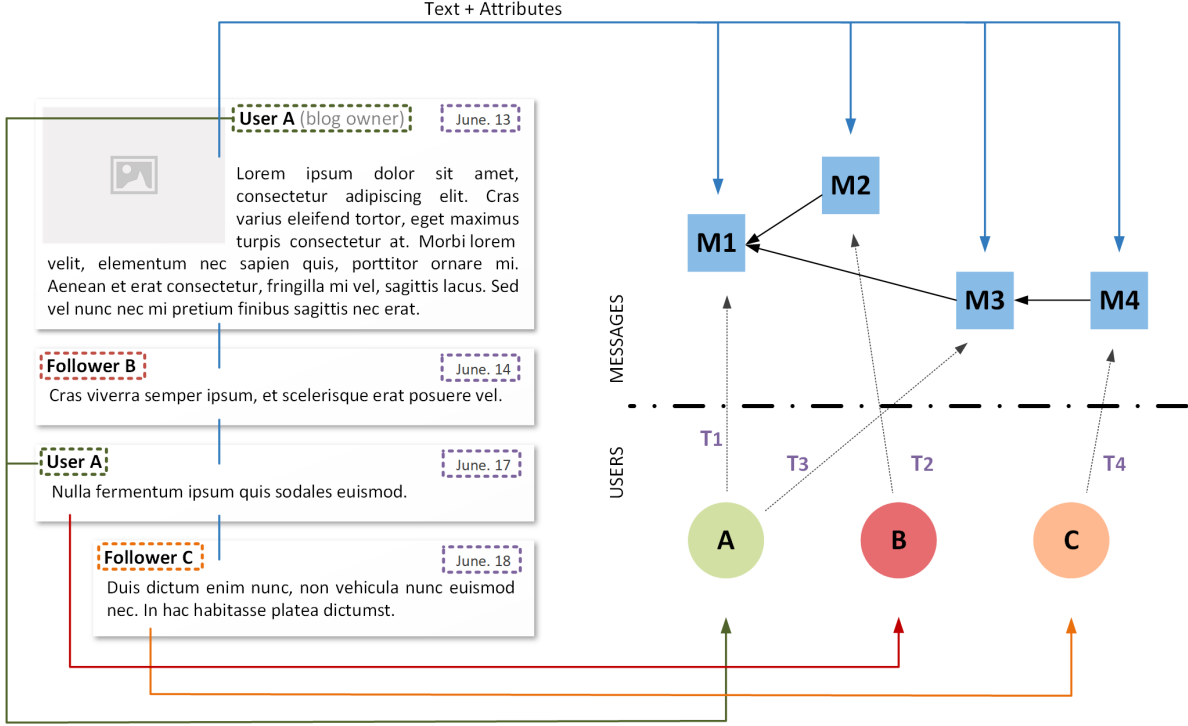 Text + Attributes
User A (blog owner)
June. 13
Lorem ipsum dolor sit amet,
consectetur adipiscing elit. Cras
varius eleifend tortor, eget maximus
turpis consectetur at. Morbi lorem
velit, elementum nec sapien quis, porttitor ornare mi.
Aenean et erat consectetur, fringilla mi vel, sagittis lacus. Sed
vel nunc nec mi pretium finibus sagittis nec erat.
Follower B
June. 14
Cras viverra semper ipsum, et scelerisque erat posuere vel.
User A
June. 17
Nulla fermentum ipsum quis sodales euismod.
Follower C
June. 18
Duis dictum enim nunc, non vehicula nunc euismod
nec. In hac habitasse platea dictumst.
M2
M1
M3
M4
MESSAGES
USERS
T1
T3
T2
T4
A
B
C